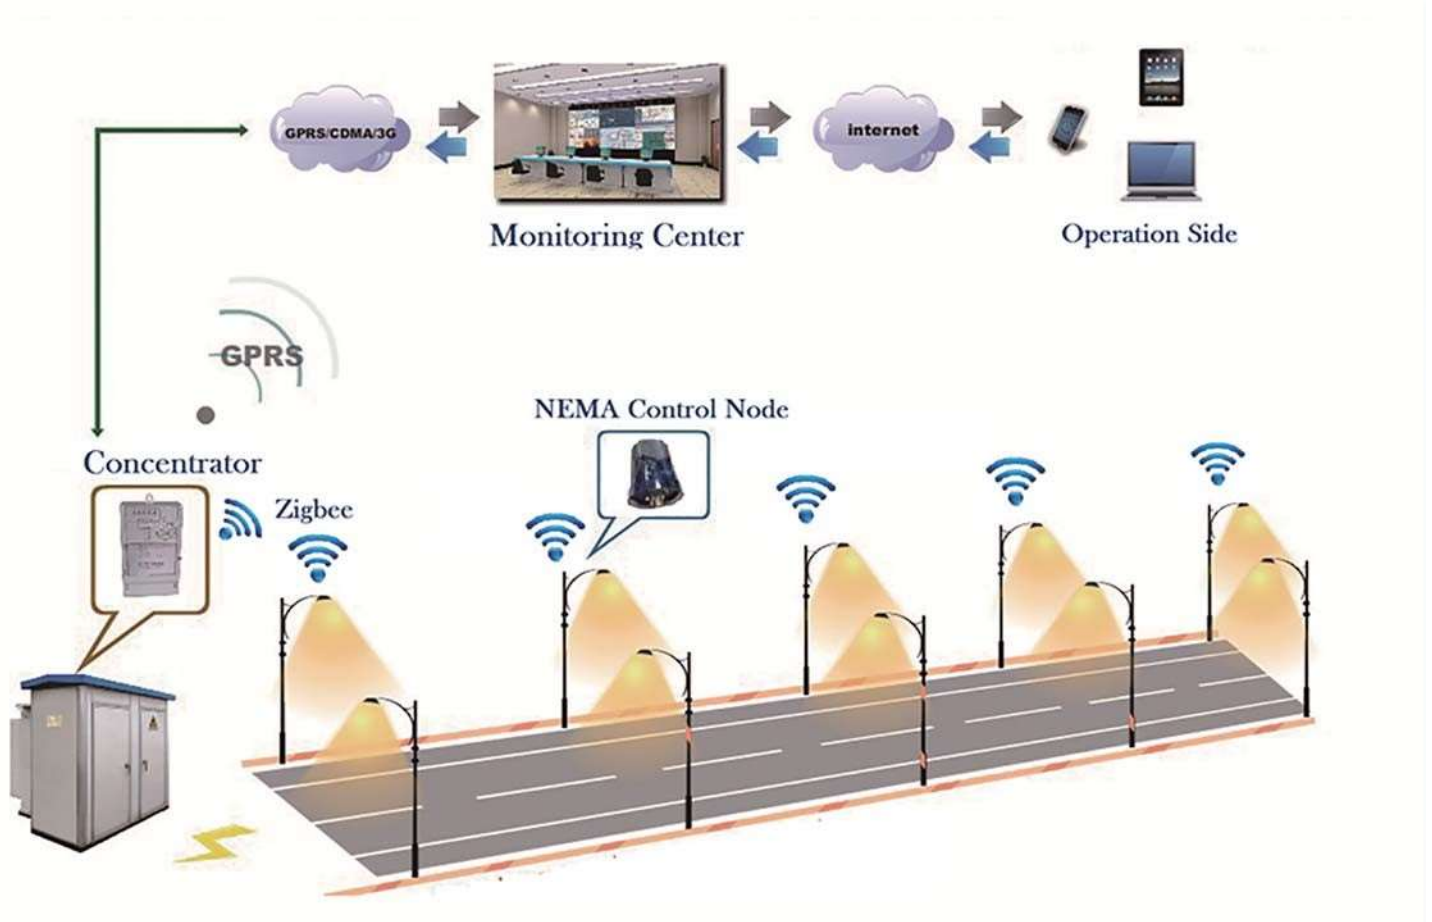 GPRS/CDMA/3G
internet
Monitoring Center
Operation Side
GPRS
NEMA Control Node
Concentrator
Zigbee